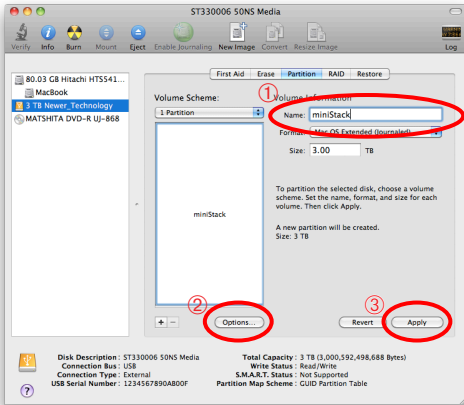 ST330006 50NS Media
Verify Info Burn Mount Eject Enable Journaling New Image Convert Resize Image Log
First Aid Erase Partition RAID Restore
80.03 GB Hitachi HTS541...
MacBook
3 TB Newer_Technology
MATSHITA DVD-R UJ-868
Volume Scheme:
1 Partition
miniStack
+ −
② Options...
① Volume Information
Name: miniStack
Format: Mac OS Extended (Journaled)
Size: 3.00 TB
To partition the selected disk, choose a volume
scheme. Set the name, format, and size for each
volume. Then click Apply.
A new partition will be created.
Size: 3 TB
③
Revert Apply
Disk Description : ST330006 50NS Media
Connection Bus : USB
Connection Type : External
USB Serial Number : 1234567890AB00F
Total Capacity : 3 TB (3,000,592,498,688 Bytes)
Write Status : Read/Write
S.M.A.R.T. Status : Not Supported
Partition Map Scheme : GUID Partition Table
?